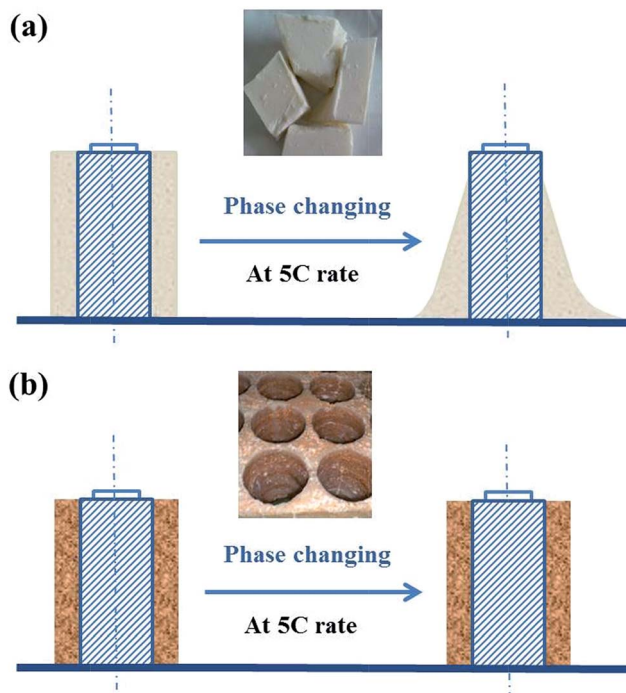 (a)
Phase changing
At 5C rate
(b)
Phase changing
At 5C rate